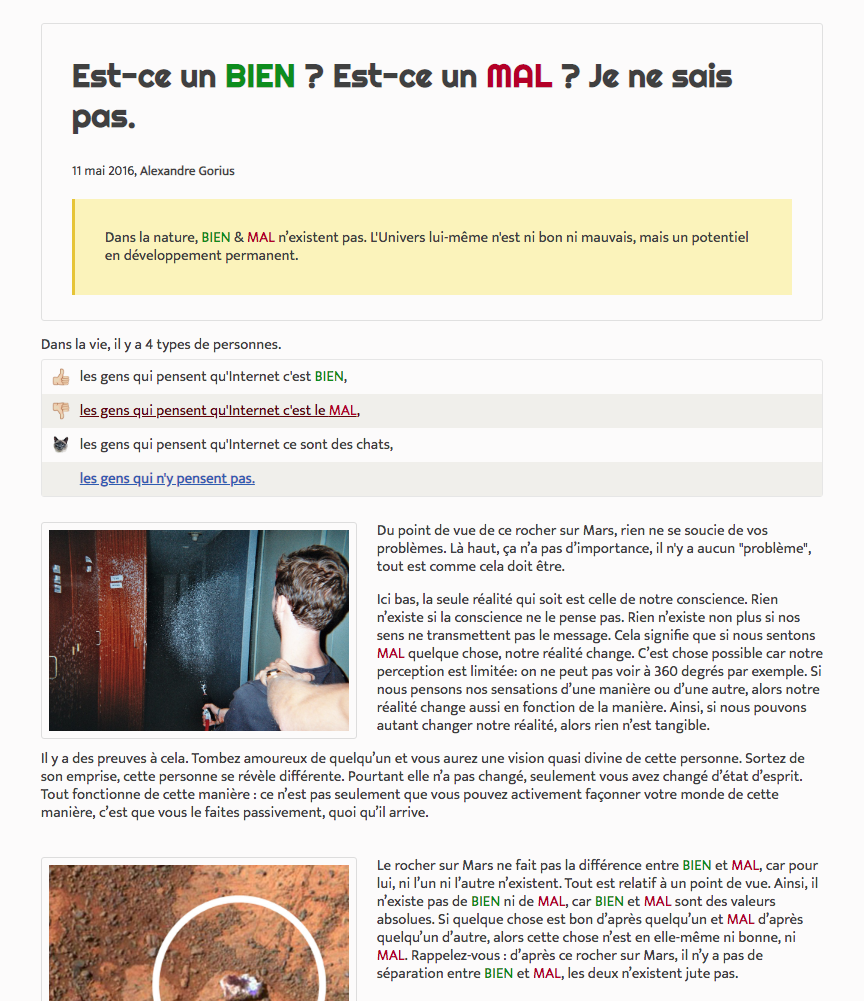 Est-ce un BIEN ? Est-ce un MAL ? Je ne sais
pas.
11 mai 2016, Alexandre Gorius
Dans la nature, BIEN & MAL n’existent pas. L'Univers lui-même n'est ni bon ni mauvais, mais un potentiel
en développement permanent.
Dans la vie, il y a 4 types de personnes.
les gens qui pensent qu'Internet c'est BIEN,
les gens qui pensent qu'Internet c'est le MAL,
les gens qui pensent qu'Internet ce sont des chats,
les gens qui n'y pensent pas.
Du point de vue de ce rocher sur Mars, rien ne se soucie de vos
problèmes. Là haut, ça n’a pas d’importance, il n'y a aucun "problème",
tout est comme cela doit être.
Ici bas, la seule réalité qui soit est celle de notre conscience. Rien
n’existe si la conscience ne le pense pas. Rien n’existe non plus si nos
sens ne transmettent pas le message. Cela signifie que si nous sentons
MAL quelque chose, notre réalité change. C’est chose possible car notre
perception est limitée: on ne peut pas voir à 360 degrés par exemple. Si
nous pensons nos sensations d’une manière ou d’une autre, alors notre
réalité change aussi en fonction de la manière. Ainsi, si nous pouvons
autant changer notre réalité, alors rien n’est tangible.
Il y a des preuves à cela. Tombez amoureux de quelqu’un et vous aurez une vision quasi divine de cette personne. Sortez de
son emprise, cette personne se révèle différente. Pourtant elle n’a pas changé, seulement vous avez changé d’état d’esprit.
Tout fonctionne de cette manière : ce n’est pas seulement que vous pouvez activement façonner votre monde de cette
manière, c’est que vous le faites passivement, quoi qu’il arrive.
Le rocher sur Mars ne fait pas la différence entre BIEN et MAL, car pour
lui, ni l’un ni l’autre n’existent. Tout est relatif à un point de vue. Ainsi, il
n’existe pas de BIEN ni de MAL, car BIEN et MAL sont des valeurs
absolues. Si quelque chose est bon d’après quelqu’un et MAL d’après
quelqu’un d’autre, alors cette chose n’est en elle-même ni bonne, ni
MAL. Rappelez-vous : d’après ce rocher sur Mars, il n’y a pas de
séparation entre BIEN et MAL, les deux n’existent jute pas.